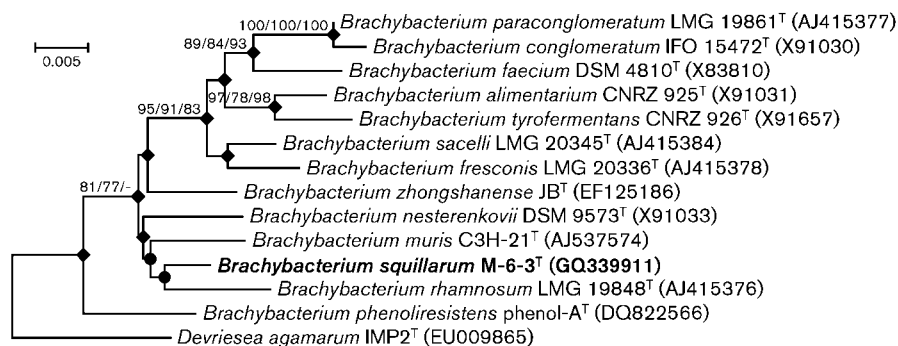 100/100/100
Brachybacterium paraconglomeratum LMG 19861ᵀ (AJ415377)
89/84/93
Brachybacterium conglomeratum IFO 15472ᵀ (X91030)
0.005
Brachybacterium faecium DSM 4810ᵀ (X83810)
97/78/98
Brachybacterium alimentarium CNRZ 925ᵀ (X91031)
95/91/83
Brachybacterium tyrofermentans CNRZ 926ᵀ (X91657)
Brachybacterium sacelli LMG 20345ᵀ (AJ415384)
Brachybacterium fresconis LMG 20336ᵀ (AJ415378)
81/77/-
Brachybacterium zhongshanense JBᵀ (EF125186)
Brachybacterium nesterenkovii DSM 9573ᵀ (X91033)
Brachybacterium muris C3H-21ᵀ (AJ537574)
Brachybacterium squillarum M-6-3ᵀ (GQ339911)
Brachybacterium rhamnosum LMG 19848ᵀ (AJ415376)
Brachybacterium phenoliresistens phenol-Aᵀ (DQ822566)
Devriesea agamarum IMP2ᵀ (EU009865)